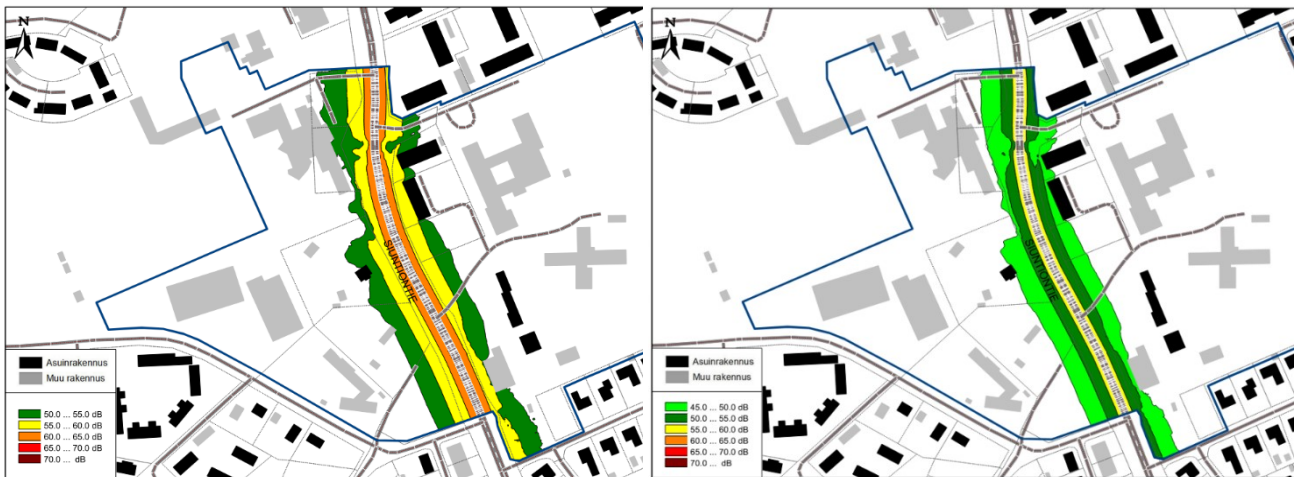 N
SIUNTIONTIE
Asuinrakennus
Muu rakennus
50.0 ... 55.0 dB
55.0 ... 60.0 dB
60.0 ... 65.0 dB
65.0 ... 70.0 dB
70.0 ... dB
N
SIUNTIONTIE
Asuinrakennus
Muu rakennus
45.0 ... 50.0 dB
50.0 ... 55.0 dB
55.0 ... 60.0 dB
60.0 ... 65.0 dB
65.0 ... 70.0 dB
70.0 ... dB